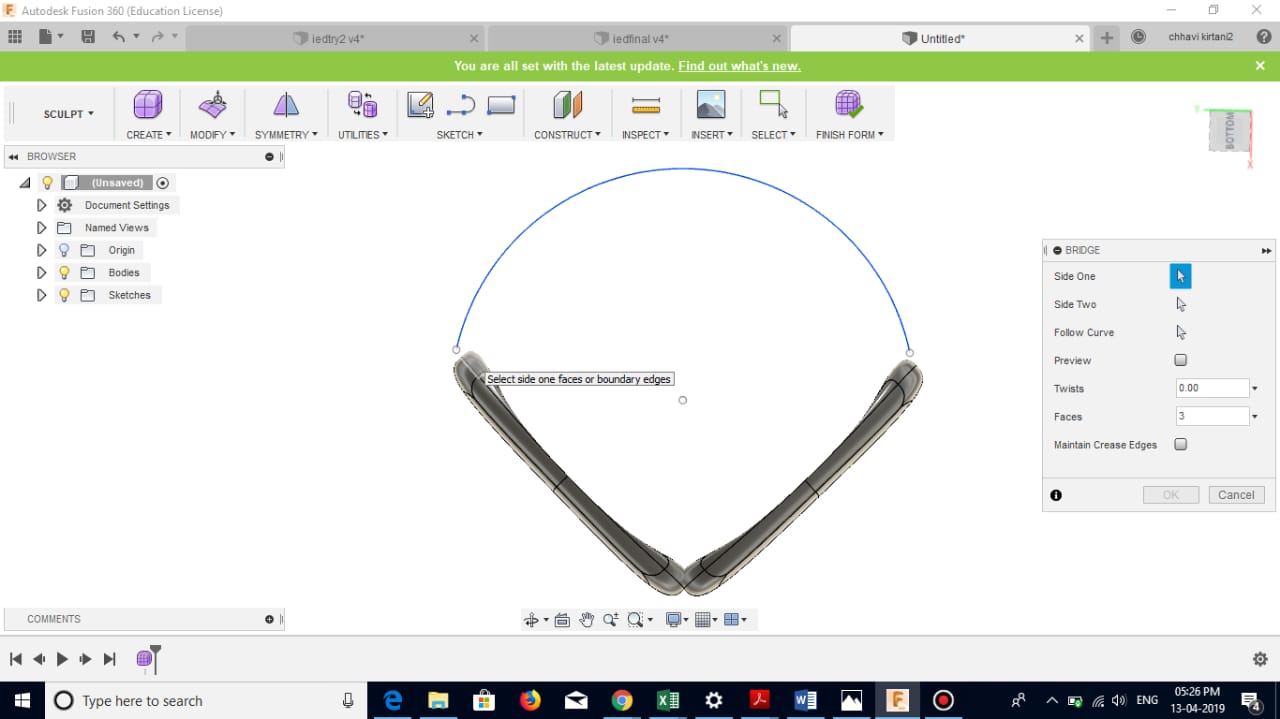 Autodesk Fusion 360 (Education License)
iedtry2 v4*
iedfinal v4*
Untitled*
chhavi kirtani2
You are all set with the latest update. Find out what's new.
SCULPT
CREATE
MODIFY
SYMMETRY
UTILITIES
SKETCH
CONSTRUCT
INSPECT
INSERT
SELECT
FINISH FORM
BROWSER
(Unsaved)
Document Settings
Named Views
Origin
Bodies
Sketches
Y
BOTTOM
X
BRIDGE
Side One
Side Two
Follow Curve
Preview
Twists 0.00
Faces 3
Maintain Crease Edges
OK Cancel
Select side one faces or boundary edges
COMMENTS
Type here to search
ENG
05:26 PM
13-04-2019
4